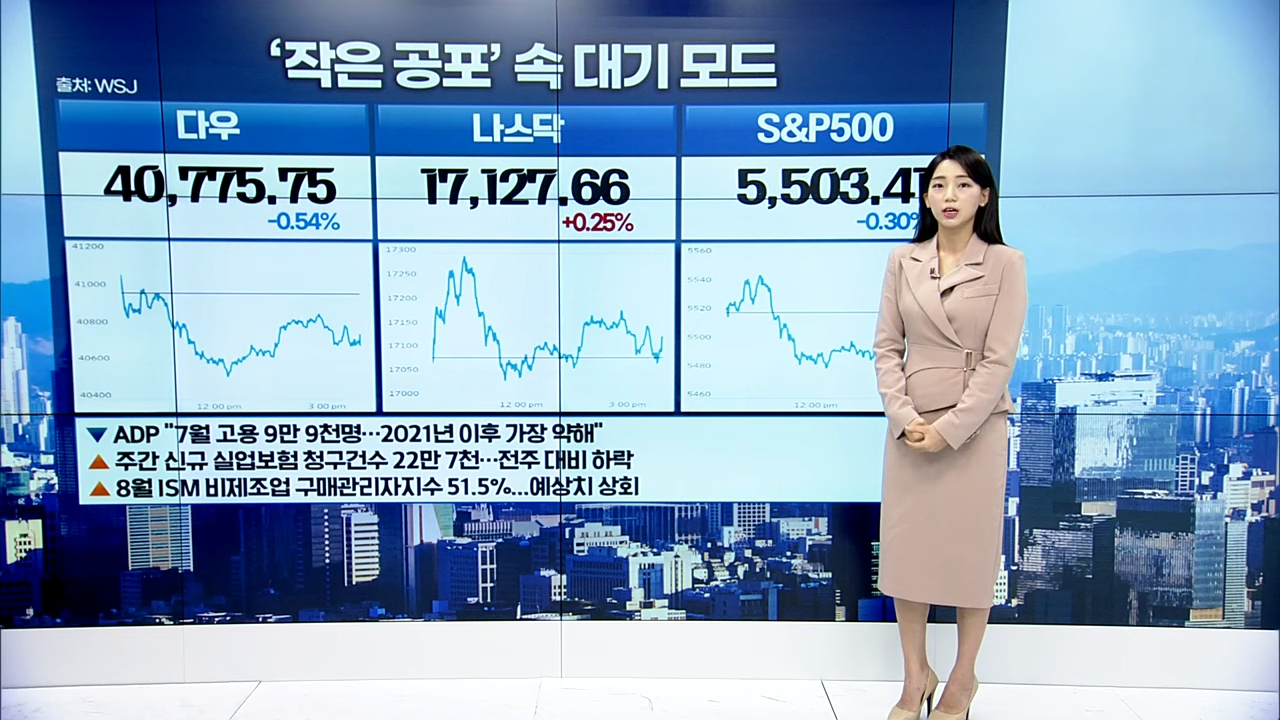 ‘작은 공포’ 속 대기 모드
출처: WSJ
다우
40,775.75
-0.54%
41200
41000
40800
40600
40400
12:00 pm
3:00 pm
나스닥
17,127.66
+0.25%
17300
17250
17200
17150
17100
17050
17000
12:00 pm
3:00 pm
S&P500
5,503.41
-0.30%
5560
5540
5520
5500
5480
5460
12:00 pm
▼ ADP "7월 고용 9만 9천명…2021년 이후 가장 약해"
▲ 주간 신규 실업보험 청구건수 22만 7천…전주 대비 하락
▲ 8월 ISM 비제조업 구매관리자지수 51.5%...예상치 상회